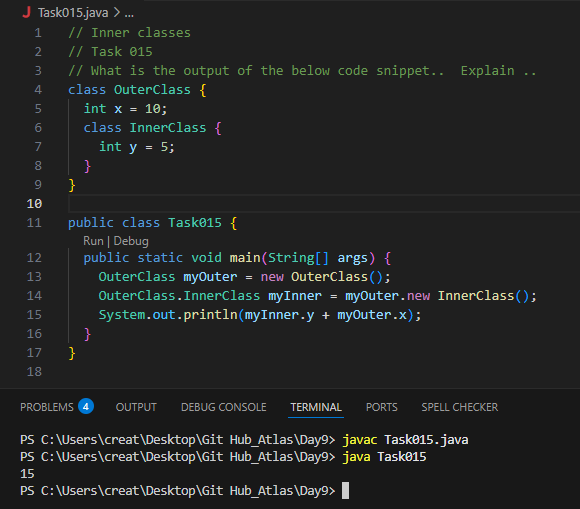 J Task015.java > ...
1 // Inner classes
2 // Task 015
3 // What is the output of the below code snippet..  Explain ..
4 class OuterClass {
5   int x = 10;
6   class InnerClass {
7     int y = 5;
8   }
9 }
10
11 public class Task015 {
Run | Debug
12   public static void main(String[] args) {
13     OuterClass myOuter = new OuterClass();
14     OuterClass.InnerClass myInner = myOuter.new InnerClass();
15     System.out.println(myInner.y + myOuter.x);
16   }
17 }
18
PROBLEMS 4 OUTPUT DEBUG CONSOLE TERMINAL PORTS SPELL CHECKER
PS C:\Users\creat\Desktop\Git Hub_Atlas\Day9> javac Task015.java
PS C:\Users\creat\Desktop\Git Hub_Atlas\Day9> java Task015
15
PS C:\Users\creat\Desktop\Git Hub_Atlas\Day9>